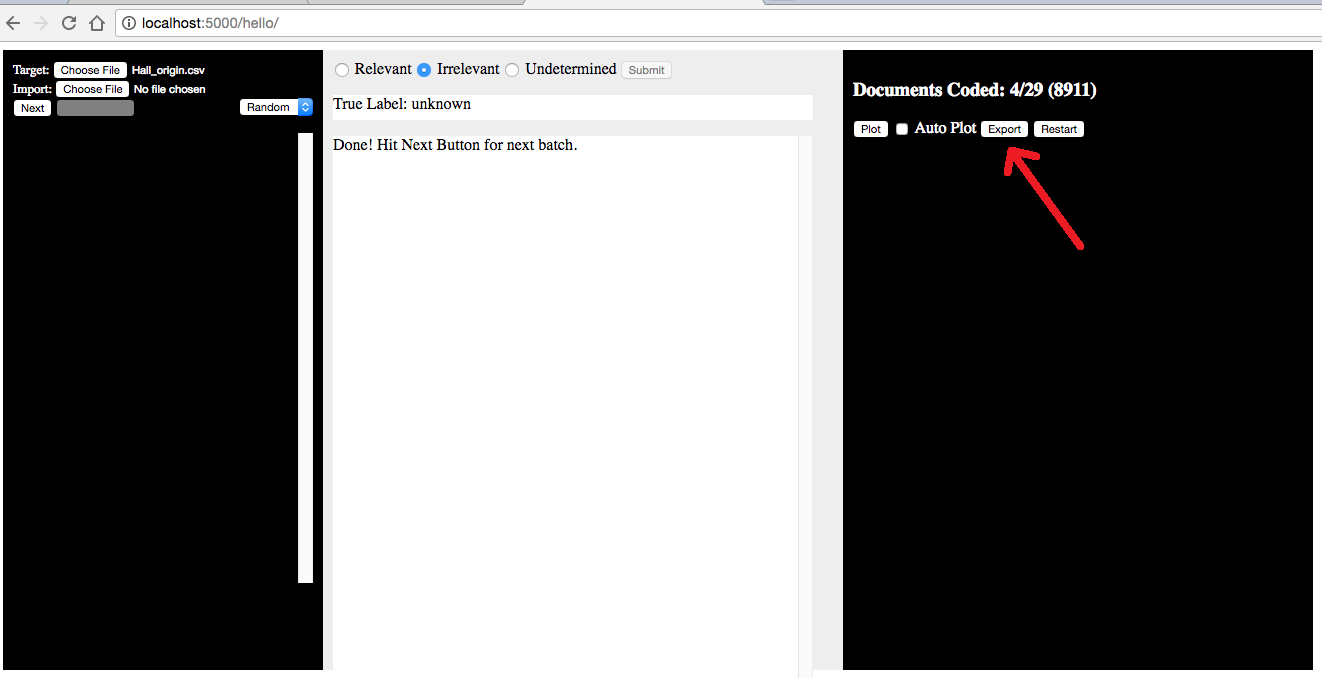 localhost:5000/hello/
Target: Choose File Hall_origin.csv
Import: Choose File No file chosen
Next Random
Relevant Irrelevant Undetermined Submit
True Label: unknown
Done! Hit Next Button for next batch.
Documents Coded: 4/29 (8911)
Plot Auto Plot Export Restart